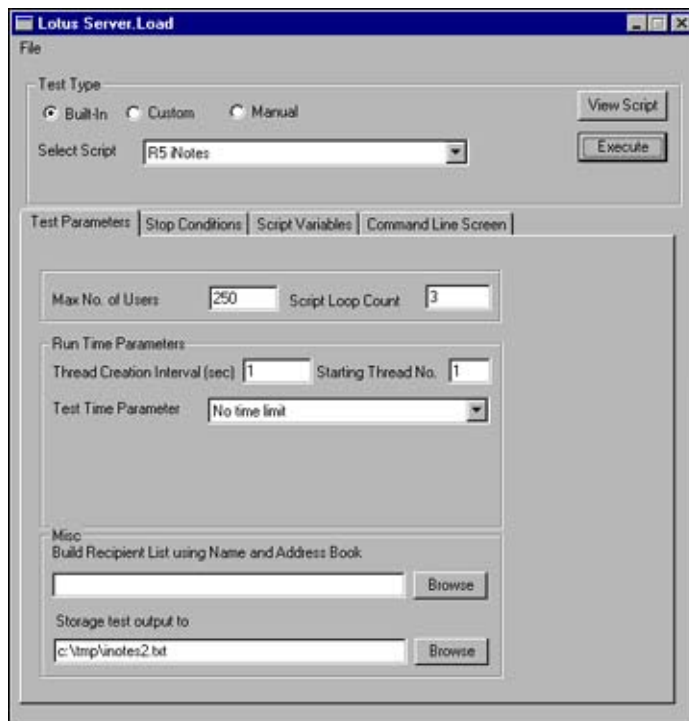 Lotus Server.Load
File
Test Type
Built-In Custom Manual View Script
Select Script R5 iNotes Execute
Test Parameters Stop Conditions Script Variables Command Line Screen
Max No. of Users 250 Script Loop Count 3
Run Time Parameters
Thread Creation Interval (sec) 1 Starting Thread No. 1
Test Time Parameter No time limit
Misc
Build Recipient List using Name and Address Book
Browse
Storage test output to
c:\tmp\inotes2.txt Browse